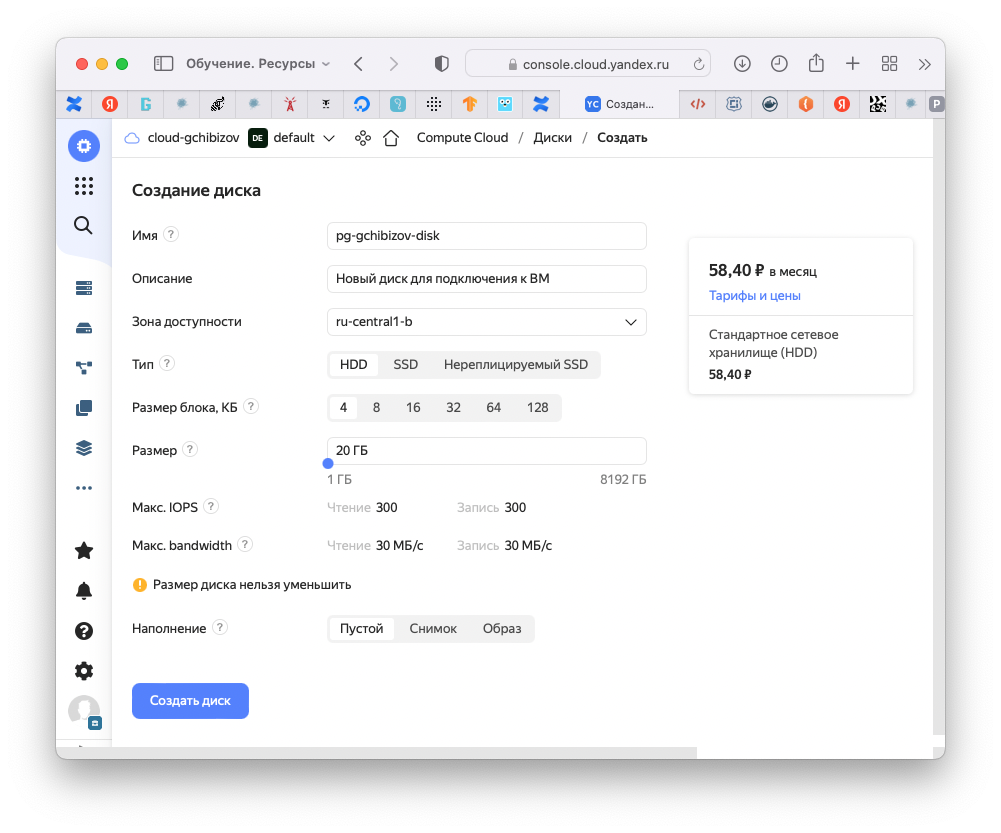 Обучение. Ресурсы
console.cloud.yandex.ru
Создан...
cloud-gchibizov DE default Compute Cloud / Диски / Создать
Создание диска
Имя ? pg-gchibizov-disk
Описание Новый диск для подключения к ВМ
Зона доступности ru-central1-b
Тип ? HDD SSD Нереплицируемый SSD
Размер блока, КБ ? 4 8 16 32 64 128
Размер ? 20 ГБ
1 ГБ 8192 ГБ
Макс. IOPS ? Чтение 300 Запись 300
Макс. bandwidth ? Чтение 30 МБ/с Запись 30 МБ/с
Размер диска нельзя уменьшить
Наполнение ? Пустой Снимок Образ
Создать диск
58,40 ₽ в месяц
Тарифы и цены
Стандартное сетевое
хранилище (HDD)
58,40 ₽